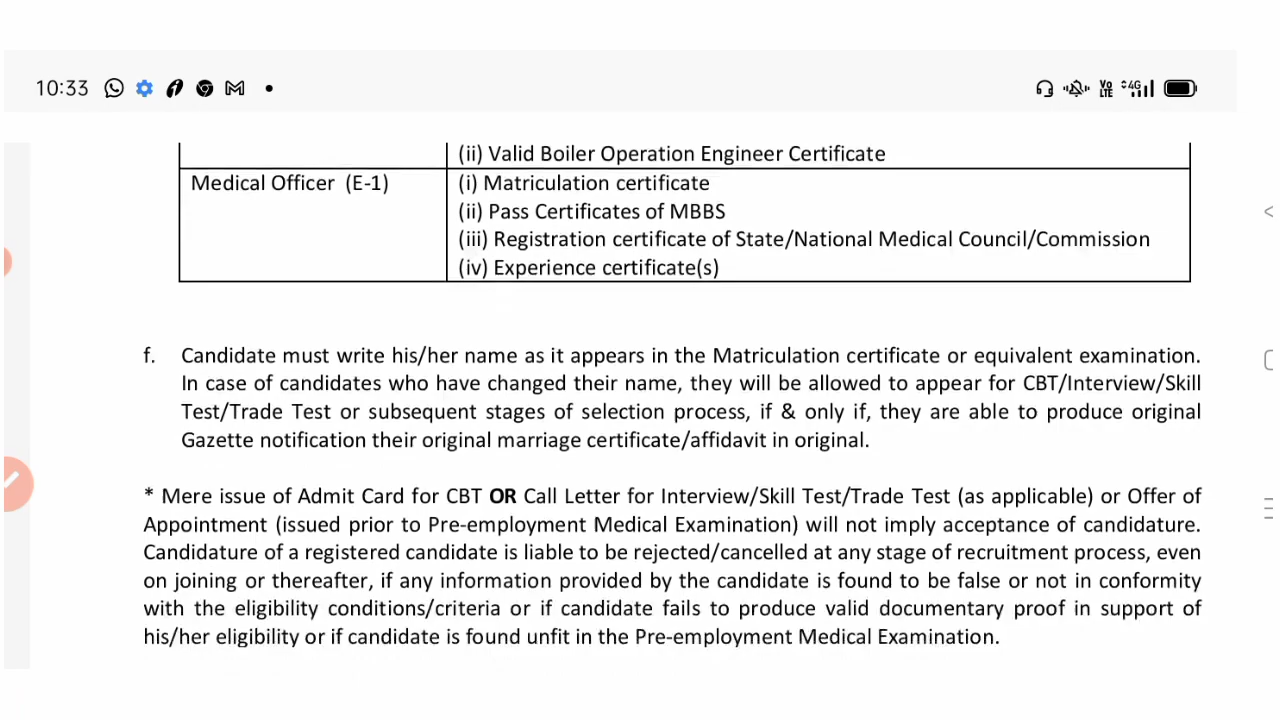 10:33
Vo LTE 4G
(ii) Valid Boiler Operation Engineer Certificate
Medical Officer (E-1)
(i) Matriculation certificate
(ii) Pass Certificates of MBBS
(iii) Registration certificate of State/National Medical Council/Commission
(iv) Experience certificate(s)
f. Candidate must write his/her name as it appears in the Matriculation certificate or equivalent examination.
In case of candidates who have changed their name, they will be allowed to appear for CBT/Interview/Skill
Test/Trade Test or subsequent stages of selection process, if & only if, they are able to produce original
Gazette notification their original marriage certificate/affidavit in original.
* Mere issue of Admit Card for CBT OR Call Letter for Interview/Skill Test/Trade Test (as applicable) or Offer of
Appointment (issued prior to Pre-employment Medical Examination) will not imply acceptance of candidature.
Candidature of a registered candidate is liable to be rejected/cancelled at any stage of recruitment process, even
on joining or thereafter, if any information provided by the candidate is found to be false or not in conformity
with the eligibility conditions/criteria or if candidate fails to produce valid documentary proof in support of
his/her eligibility or if candidate is found unfit in the Pre-employment Medical Examination.